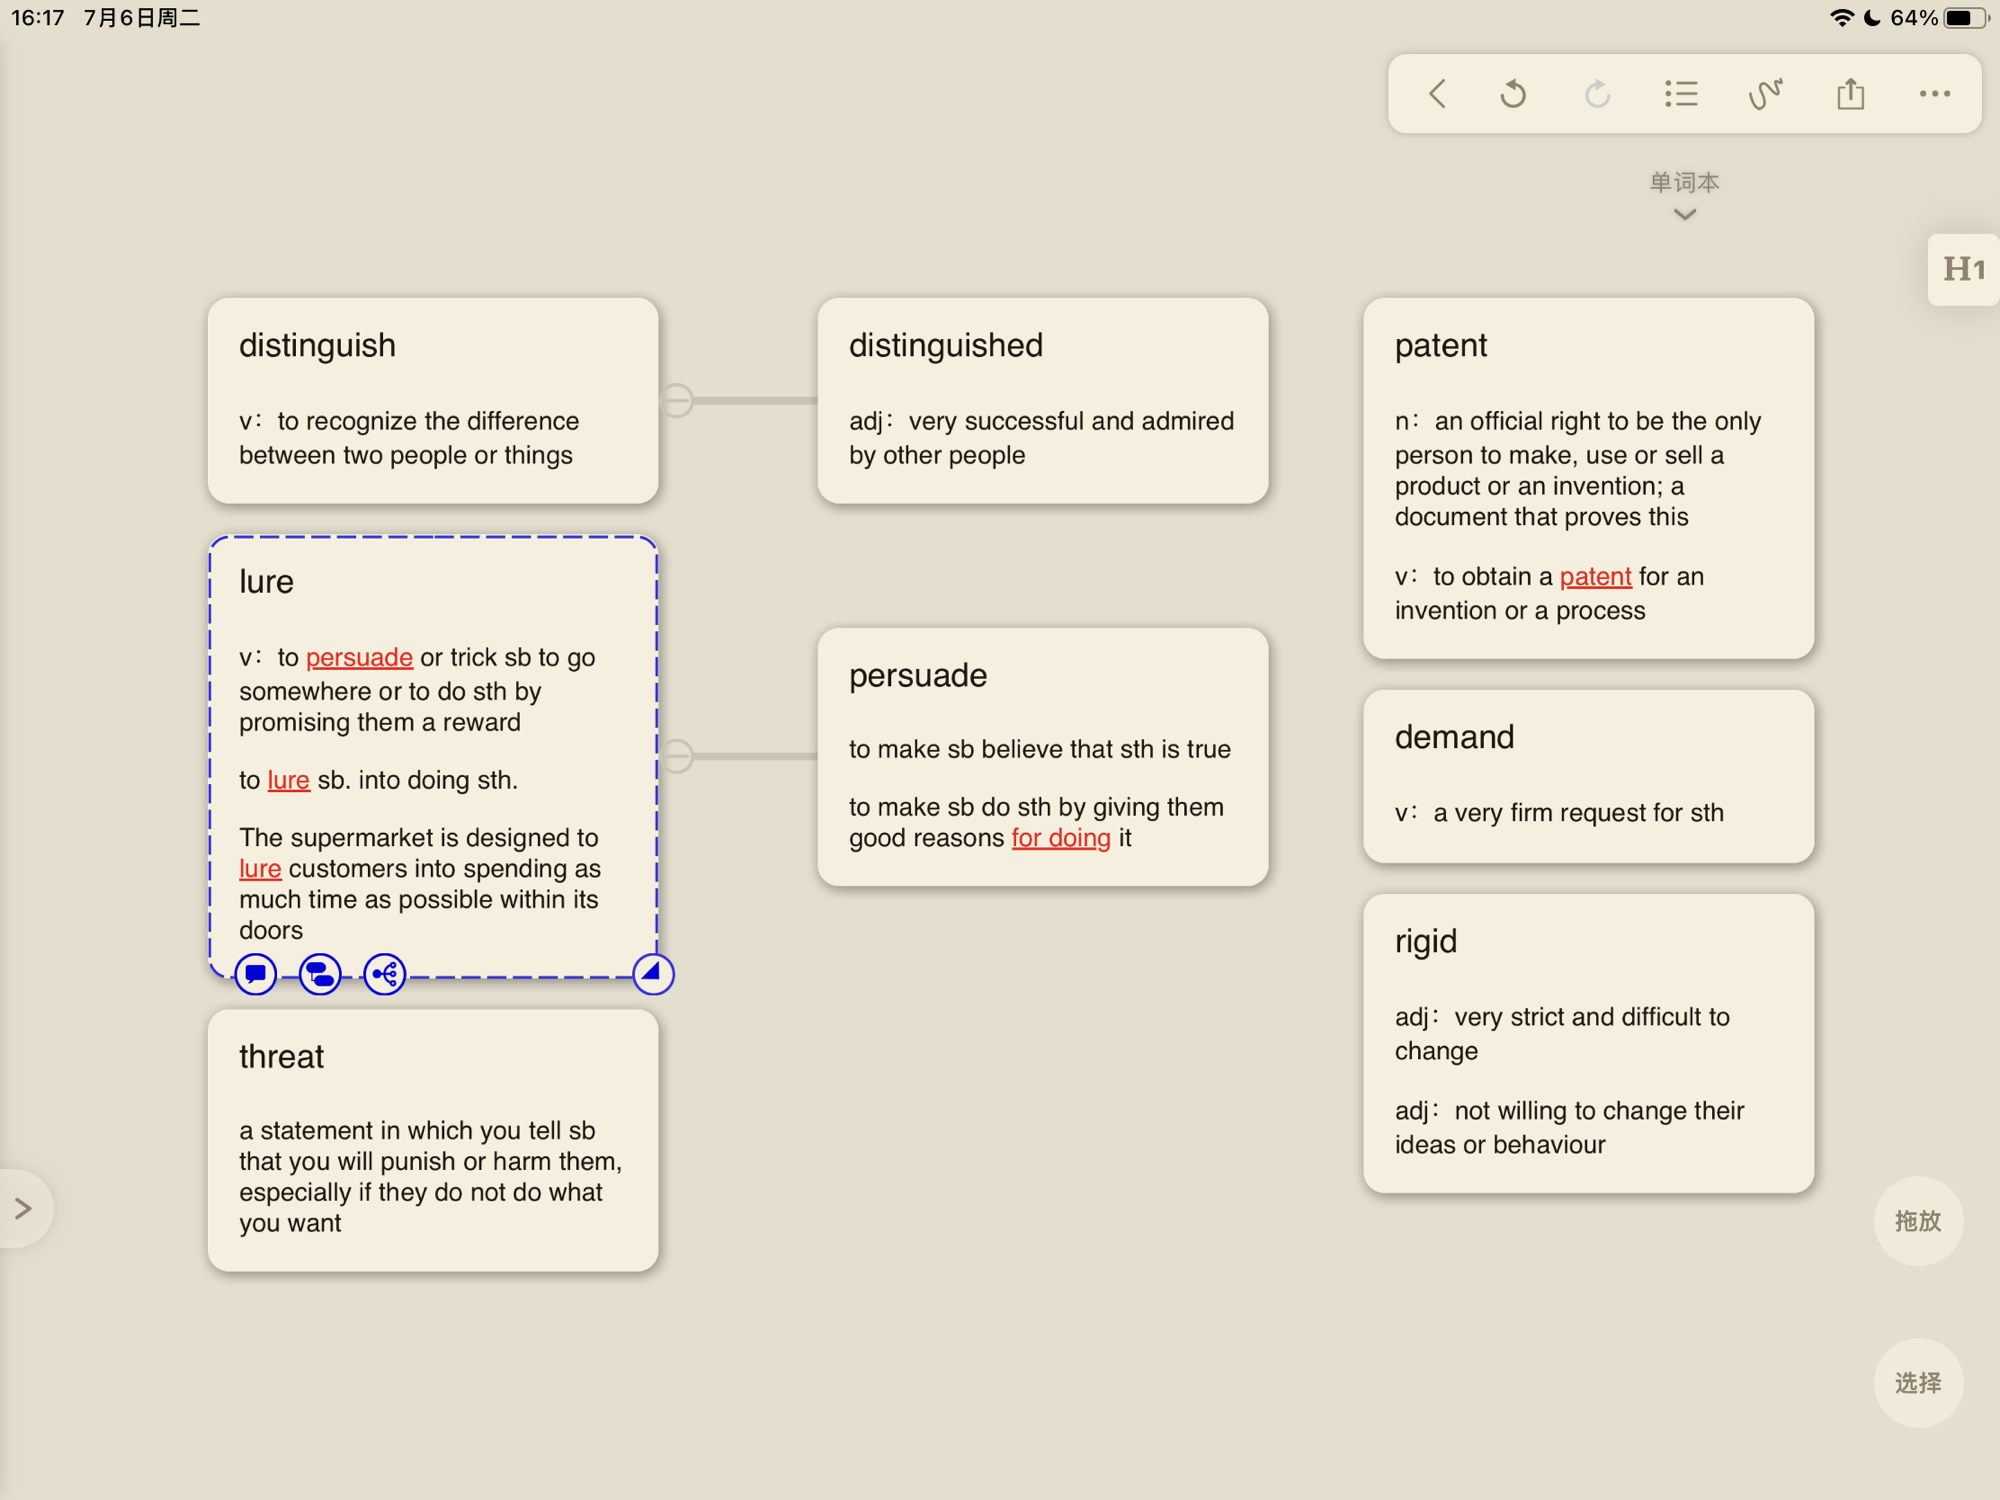 16:17 7月6日周二
64%
单词本
H1
distinguish
v：to recognize the difference
between two people or things
distinguished
adj：very successful and admired
by other people
patent
n：an official right to be the only
person to make, use or sell a
product or an invention; a
document that proves this
v：to obtain a patent for an
invention or a process
lure
v：to persuade or trick sb to go
somewhere or to do sth by
promising them a reward
to lure sb. into doing sth.
The supermarket is designed to
lure customers into spending as
much time as possible within its
doors
persuade
to make sb believe that sth is true
to make sb do sth by giving them
good reasons for doing it
demand
v：a very firm request for sth
rigid
adj：very strict and difficult to
change
adj：not willing to change their
ideas or behaviour
threat
a statement in which you tell sb
that you will punish or harm them,
especially if they do not do what
you want
拖放
选择